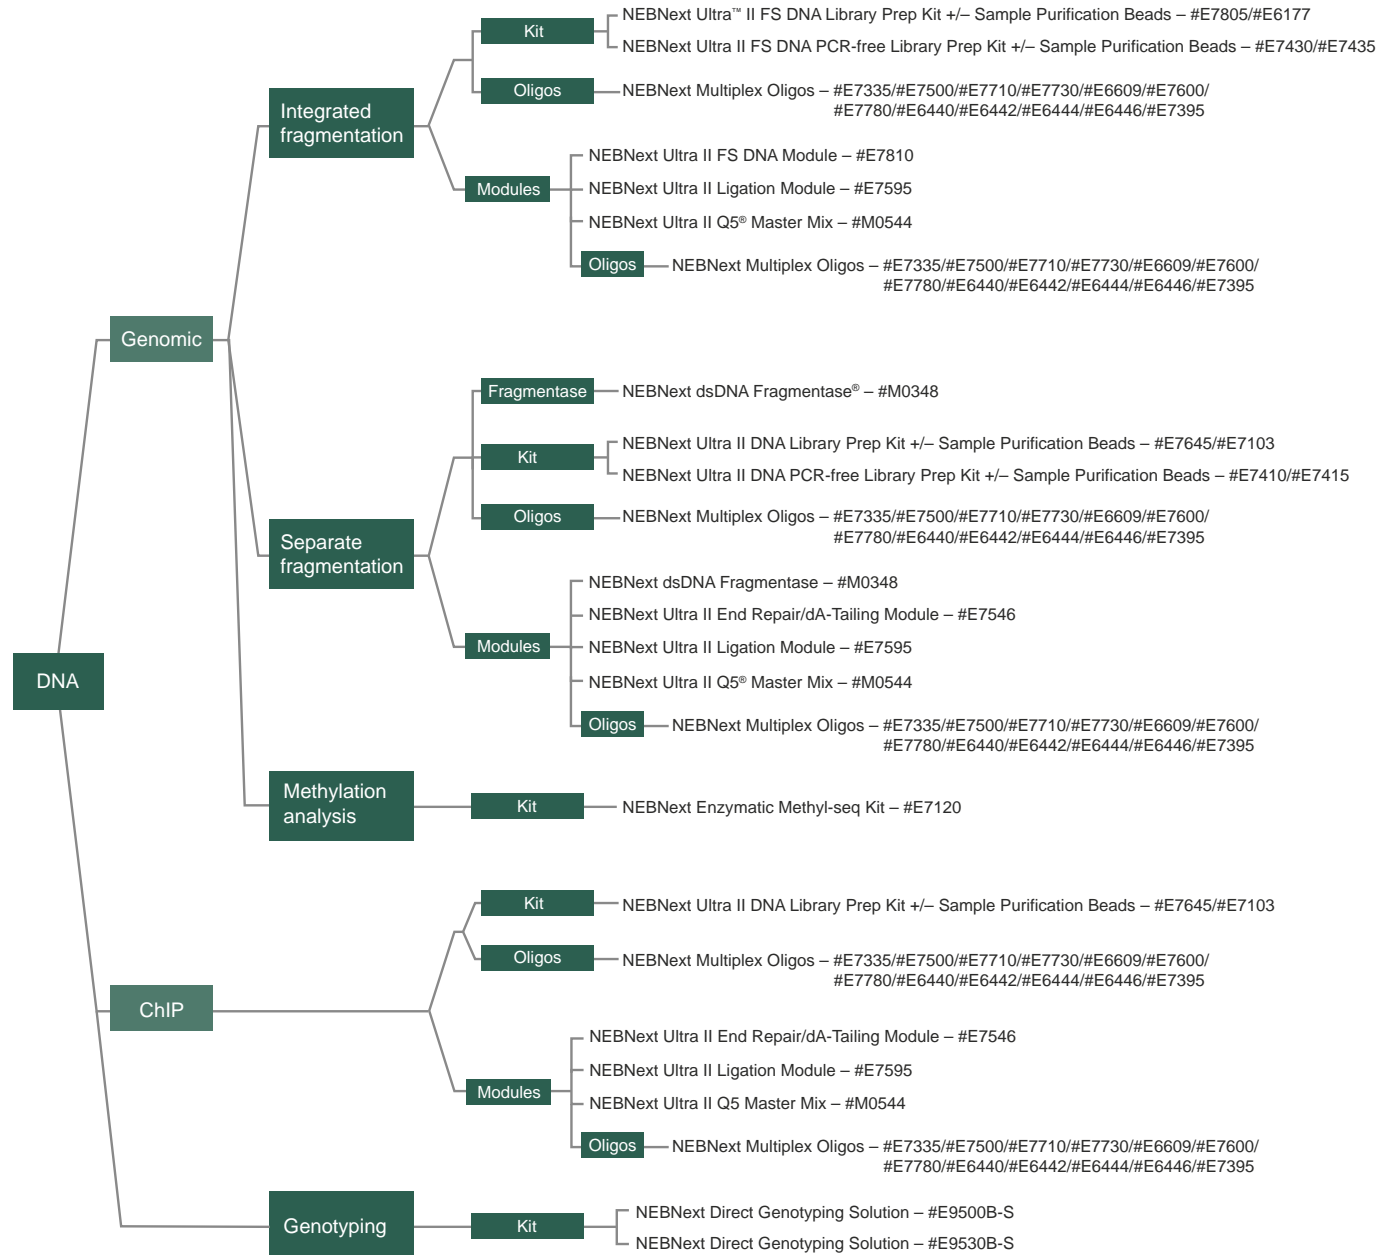 Kit
NEBNext Ultra™ II FS DNA Library Prep Kit +/– Sample Purification Beads – #E7805/#E6177
NEBNext Ultra II FS DNA PCR-free Library Prep Kit +/– Sample Purification Beads – #E7430/#E7435
Oligos
NEBNext Multiplex Oligos – #E7335/#E7500/#E7710/#E7730/#E6609/#E7600/
#E7780/#E6440/#E6442/#E6444/#E6446/#E7395
Integrated
fragmentation
Modules
NEBNext Ultra II FS DNA Module – #E7810
NEBNext Ultra II Ligation Module – #E7595
NEBNext Ultra II Q5® Master Mix – #M0544
Oligos
NEBNext Multiplex Oligos – #E7335/#E7500/#E7710/#E7730/#E6609/#E7600/
#E7780/#E6440/#E6442/#E6444/#E6446/#E7395
Genomic
Fragmentase
NEBNext dsDNA Fragmentase® – #M0348
Kit
NEBNext Ultra II DNA Library Prep Kit +/– Sample Purification Beads – #E7645/#E7103
NEBNext Ultra II DNA PCR-free Library Prep Kit +/– Sample Purification Beads – #E7410/#E7415
Oligos
NEBNext Multiplex Oligos – #E7335/#E7500/#E7710/#E7730/#E6609/#E7600/
#E7780/#E6440/#E6442/#E6444/#E6446/#E7395
Separate
fragmentation
Modules
NEBNext dsDNA Fragmentase – #M0348
NEBNext Ultra II End Repair/dA-Tailing Module – #E7546
NEBNext Ultra II Ligation Module – #E7595
NEBNext Ultra II Q5® Master Mix – #M0544
Oligos
NEBNext Multiplex Oligos – #E7335/#E7500/#E7710/#E7730/#E6609/#E7600/
#E7780/#E6440/#E6442/#E6444/#E6446/#E7395
DNA
Methylation
analysis
Kit
NEBNext Enzymatic Methyl-seq Kit – #E7120
Kit
NEBNext Ultra II DNA Library Prep Kit +/– Sample Purification Beads – #E7645/#E7103
Oligos
NEBNext Multiplex Oligos – #E7335/#E7500/#E7710/#E7730/#E6609/#E7600/
#E7780/#E6440/#E6442/#E6444/#E6446/#E7395
ChIP
Modules
NEBNext Ultra II End Repair/dA-Tailing Module – #E7546
NEBNext Ultra II Ligation Module – #E7595
NEBNext Ultra II Q5 Master Mix – #M0544
Oligos
NEBNext Multiplex Oligos – #E7335/#E7500/#E7710/#E7730/#E6609/#E7600/
#E7780/#E6440/#E6442/#E6444/#E6446/#E7395
Genotyping
Kit
NEBNext Direct Genotyping Solution – #E9500B-S
NEBNext Direct Genotyping Solution – #E9530B-S